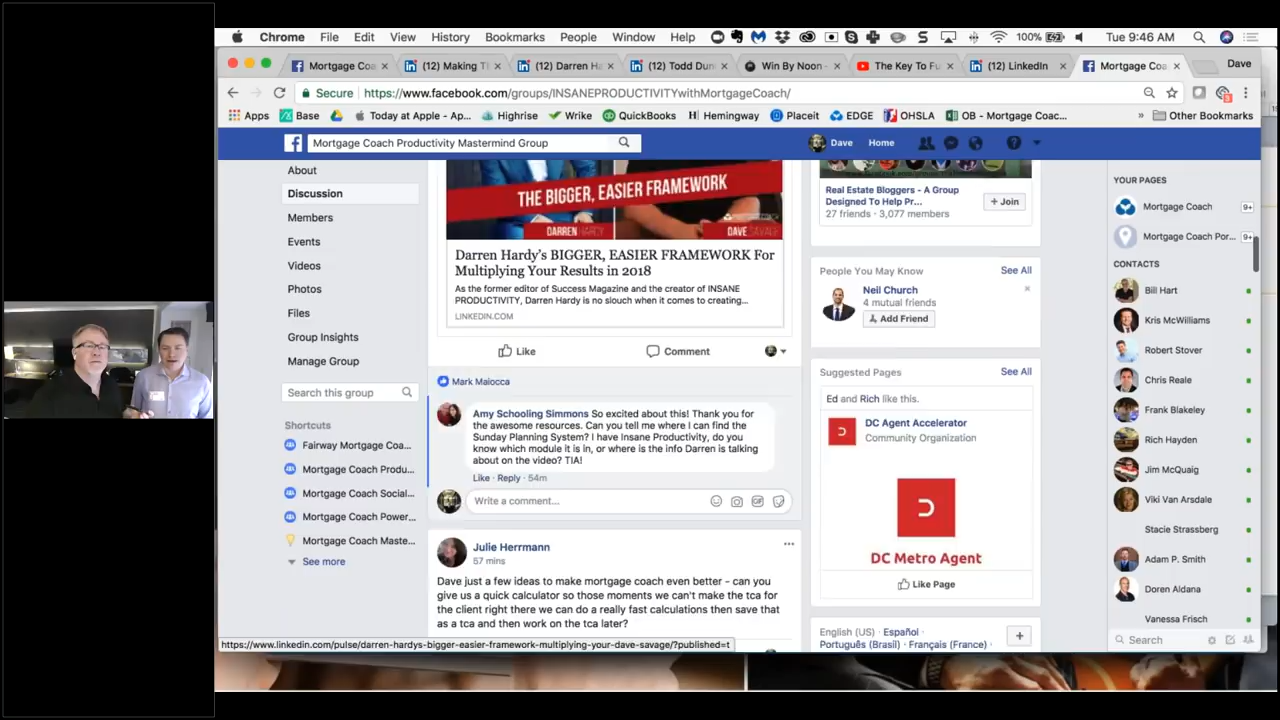 Chrome File Edit View History Bookmarks People Window Help 100% Tue 9:46 AM
Mortgage Coa (12) Making T (12) Darren Ha (12) Todd Dun Win By Noon - The Key To Fu (12) LinkedIn Mortgage Coa Dave
Secure https://www.facebook.com/groups/INSANEPRODUCTIVITYwithMortgageCoach/
Apps Base Today at Apple - Ap... Highrise Wrike QuickBooks Hemingway Placeit EDGE OHSLA OB - Mortgage Coac... » Other Bookmarks
Mortgage Coach Productivity Mastermind Group Dave Home
About
Discussion
Members
Events
Videos
Photos
Files
Group Insights
Manage Group
Search this group
Shortcuts
Fairway Mortgage Coa...
Mortgage Coach Produ...
Mortgage Coach Social...
Mortgage Coach Power...
Mortgage Coach Maste...
See more
THE BIGGER, EASIER FRAMEWORK
DARREN HARDY DAVE SAVAGE
Darren Hardy's BIGGER, EASIER FRAMEWORK For
Multiplying Your Results in 2018
As the former editor of Success Magazine and the creator of INSANE
PRODUCTIVITY, Darren Hardy is no slouch when it comes to creating...
LINKEDIN.COM
Like Comment
Mark Maiocca
Amy Schooling Simmons So excited about this! Thank you for
the awesome resources. Can you tell me where I can find the
Sunday Planning System? I have Insane Productivity, do you
know which module it is in, or where is the info Darren is talking
about on the video? TIA!
Like · Reply · 54m
Write a comment...
Julie Herrmann
57 mins
Dave just a few ideas to make mortgage coach even better - can you
give us a quick calculator so those moments we can't make the tca for
the client right there we can do a really fast calculations then save that
as a tca and then work on the tca later?
https://www.linkedin.com/pulse/darren-hardys-bigger-easier-framework-multiplying-your-dave-savage/?published=t
Real Estate Bloggers - A Group
Designed To Help Pr...
27 friends · 3,077 members
+ Join
People You May Know See All
Neil Church
4 mutual friends
Add Friend
Suggested Pages See All
Ed and Rich like this.
DC Agent Accelerator
Community Organization
DC Metro Agent
Like Page
English (US) · Español ·
Português (Brasil) · Français (France) ·
YOUR PAGES
Mortgage Coach 9+
Mortgage Coach Por... 9+
CONTACTS
Bill Hart
Kris McWilliams
Robert Stover
Chris Reale
Frank Blakeley
Rich Hayden
Jim McQuaig
Viki Van Arsdale
Stacie Strassberg
Adam P. Smith
Doren Aldana
Vanessa Frisch
Search